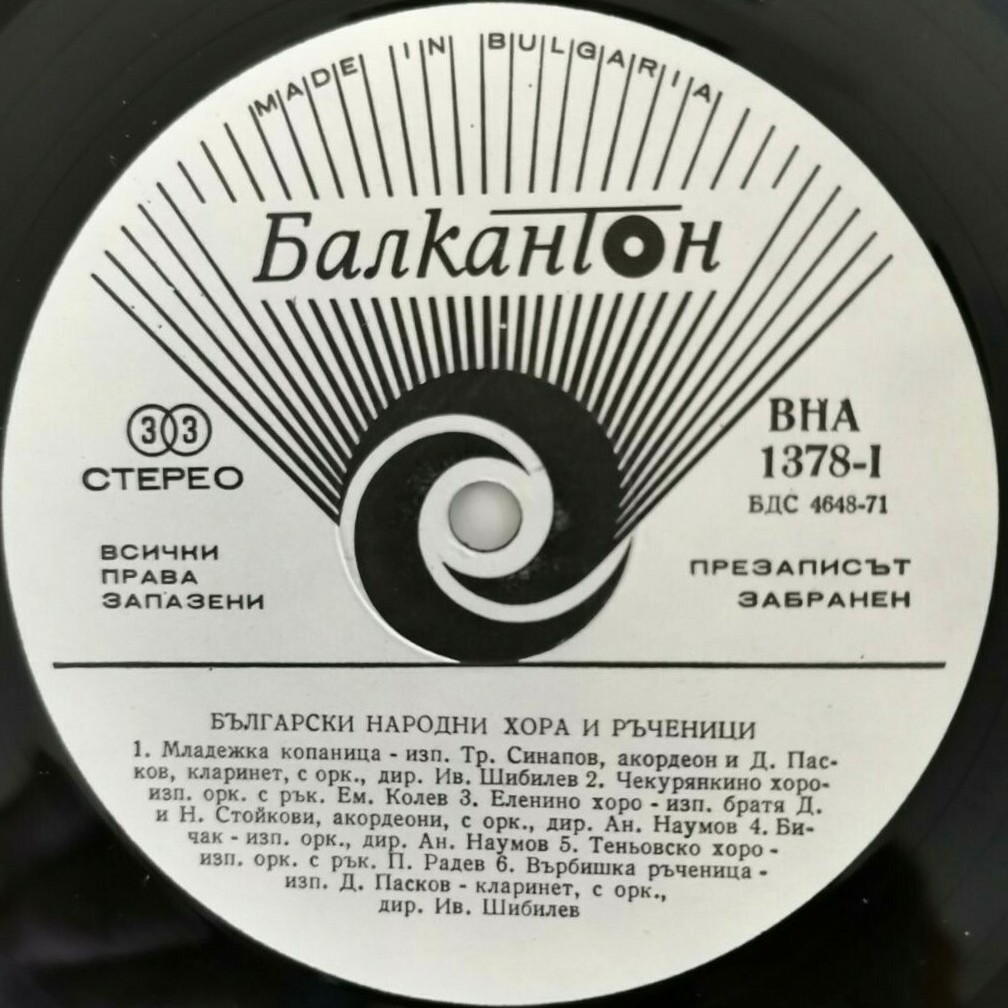 MADE IN BULGARIA
Балкантон
33
СТЕРЕО
ВСИЧКИ
ПРАВА
ЗАПАЗЕНИ
ВНА
1378-I
БДС 4648-71
ПРЕЗАПИСЪТ
ЗАБРАНЕН
БЪЛГАРСКИ НАРОДНИ ХОРА И РЪЧЕНИЦИ
1. Младежка копаница - изп. Тр. Синапов, акордеон и Д. Пас-
ков, кларинет, с орк., дир. Ив. Шибилев 2. Чекурянкино хоро-
изп. орк. с рък. Ем. Колев 3. Еленино хоро - изп. братя Д.
и Н. Стойкови, акордеони, с орк., дир. Ан. Наумов 4. Би-
чак - изп. орк., дир. Ан. Наумов 5. Теньовско хоро -
изп. орк. с рък. П. Радев 6. Върбишка ръченица -
изп. Д. Пасков - кларинет, с орк.,
дир. Ив. Шибилев